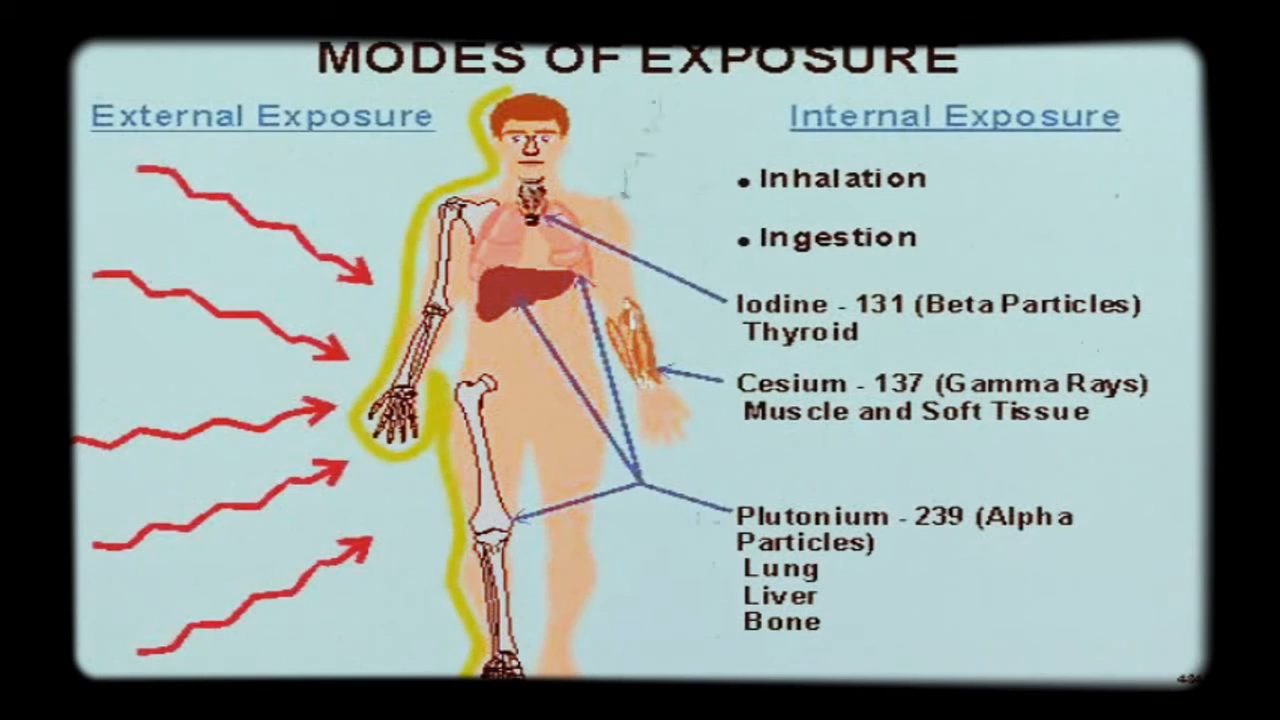 MODES OF EXPOSURE
External Exposure
Internal Exposure
• Inhalation
• Ingestion
Iodine - 131 (Beta Particles)
Thyroid
Cesium - 137 (Gamma Rays)
Muscle and Soft Tissue
Plutonium - 239 (Alpha
Particles)
Lung
Liver
Bone